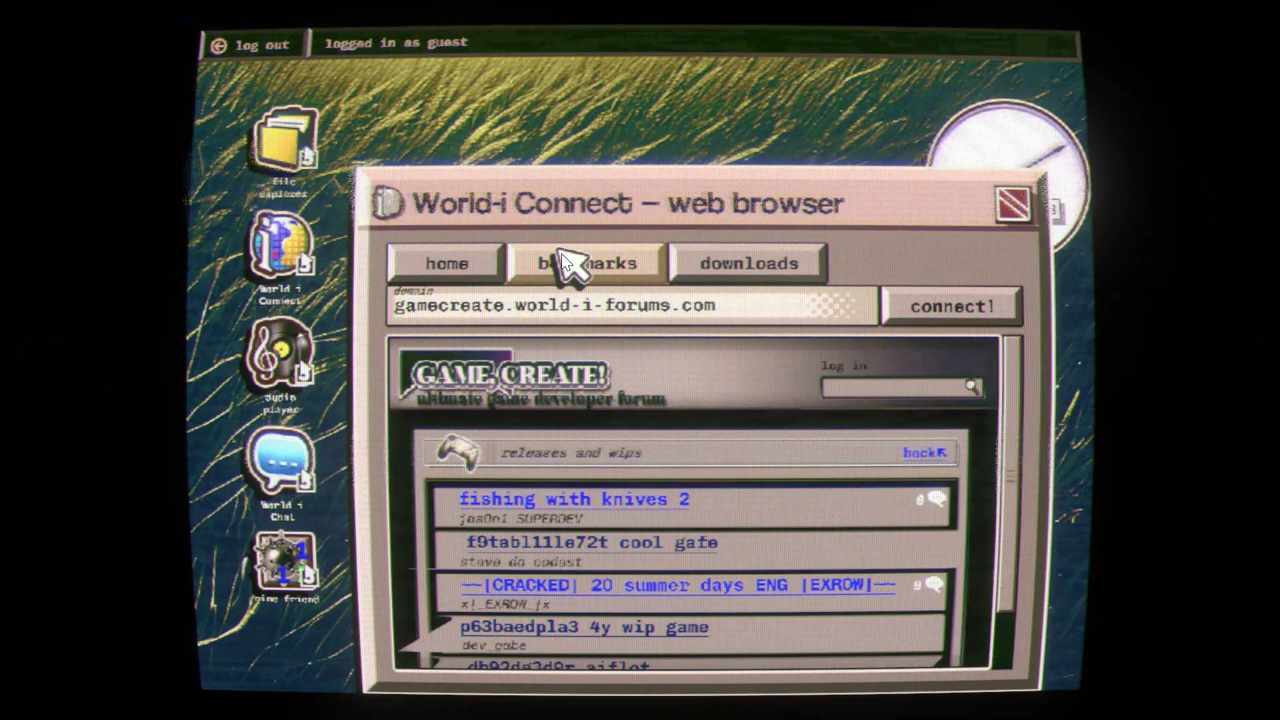 log out
logged in as guest
file explorer
World-i Connect
audio player
World-i Chat
World-i Connect – web browser
home
bookmarks
downloads
domain
gamecreate.world-i-forums.com
connect!
GAME CREATE!
ultimate game developer forum
log in
releases and wips
back
fishing with knives 2
jas0n1 SUPERDEV
f9tabl11le72t cool gafe
steve da codest
~~[CRACKED] 20 summer days ENG [EXROW]~~
x|_EXROW_|x
9
p63baedpla3 4y wip game
dev_gabe